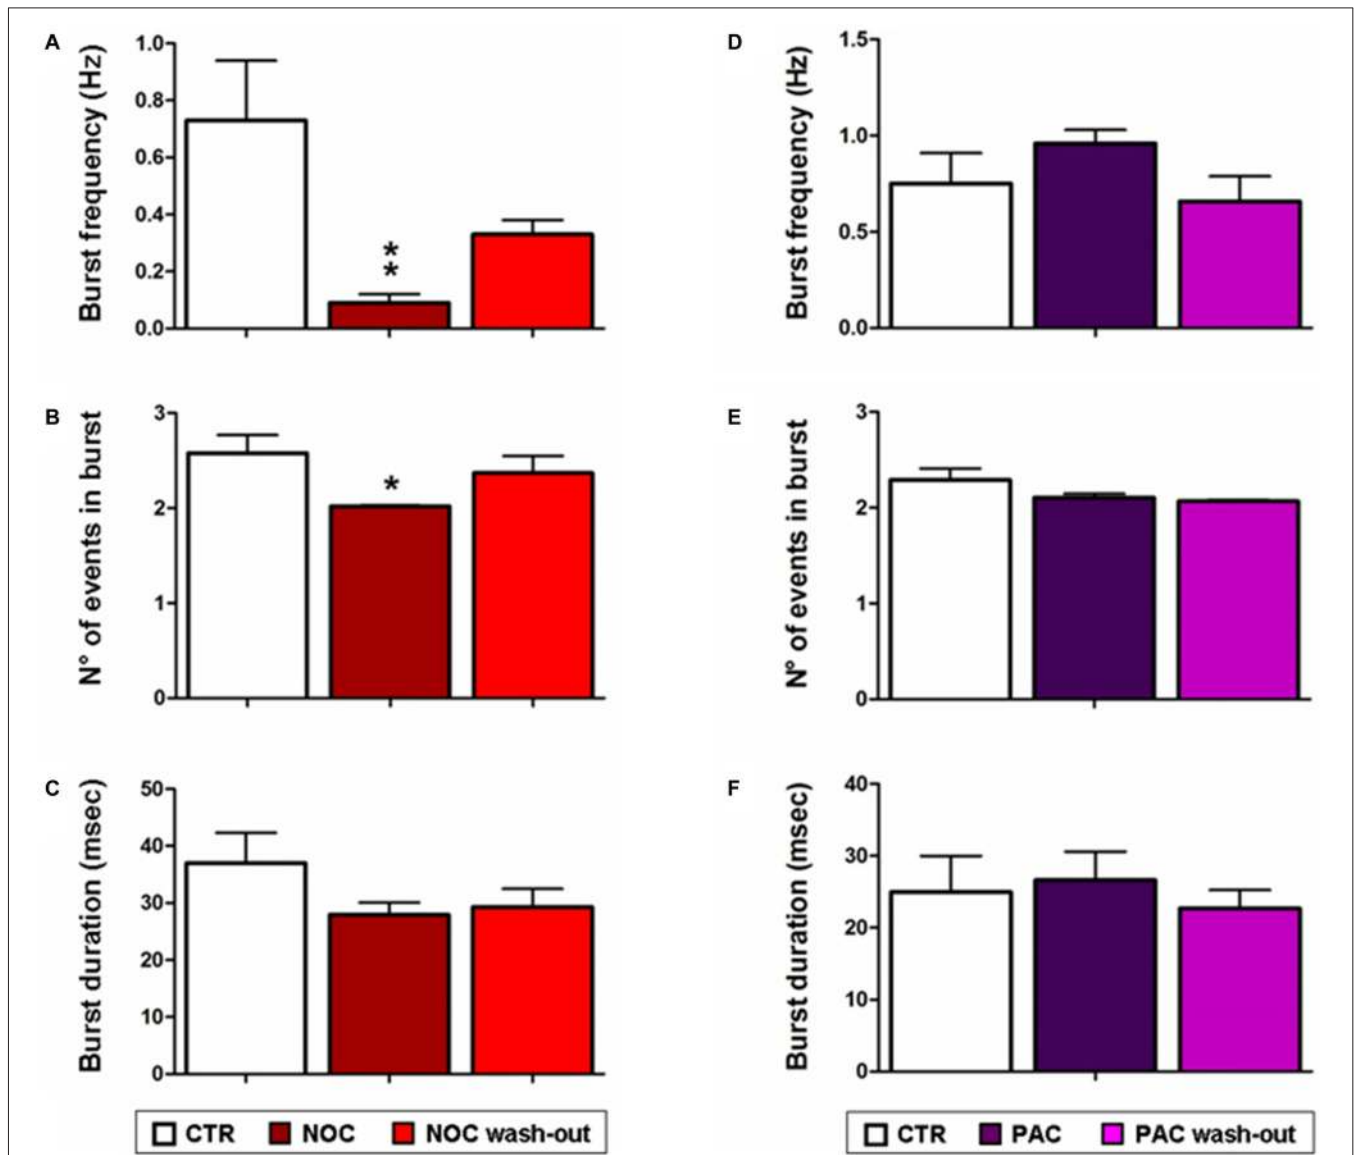 A
Burst frequency (Hz)
1.0
0.8
0.6
0.4
0.2
0.0
*
*
D
Burst frequency (Hz)
1.5
1.0
0.5
0.0
B
N° of events in burst
3
2
1
0
*
E
N° of events in burst
3
2
1
0
C
Burst duration (msec)
50
40
30
20
10
0
F
Burst duration (msec)
40
30
20
10
0
CTR NOC NOC wash-out
CTR PAC PAC wash-out